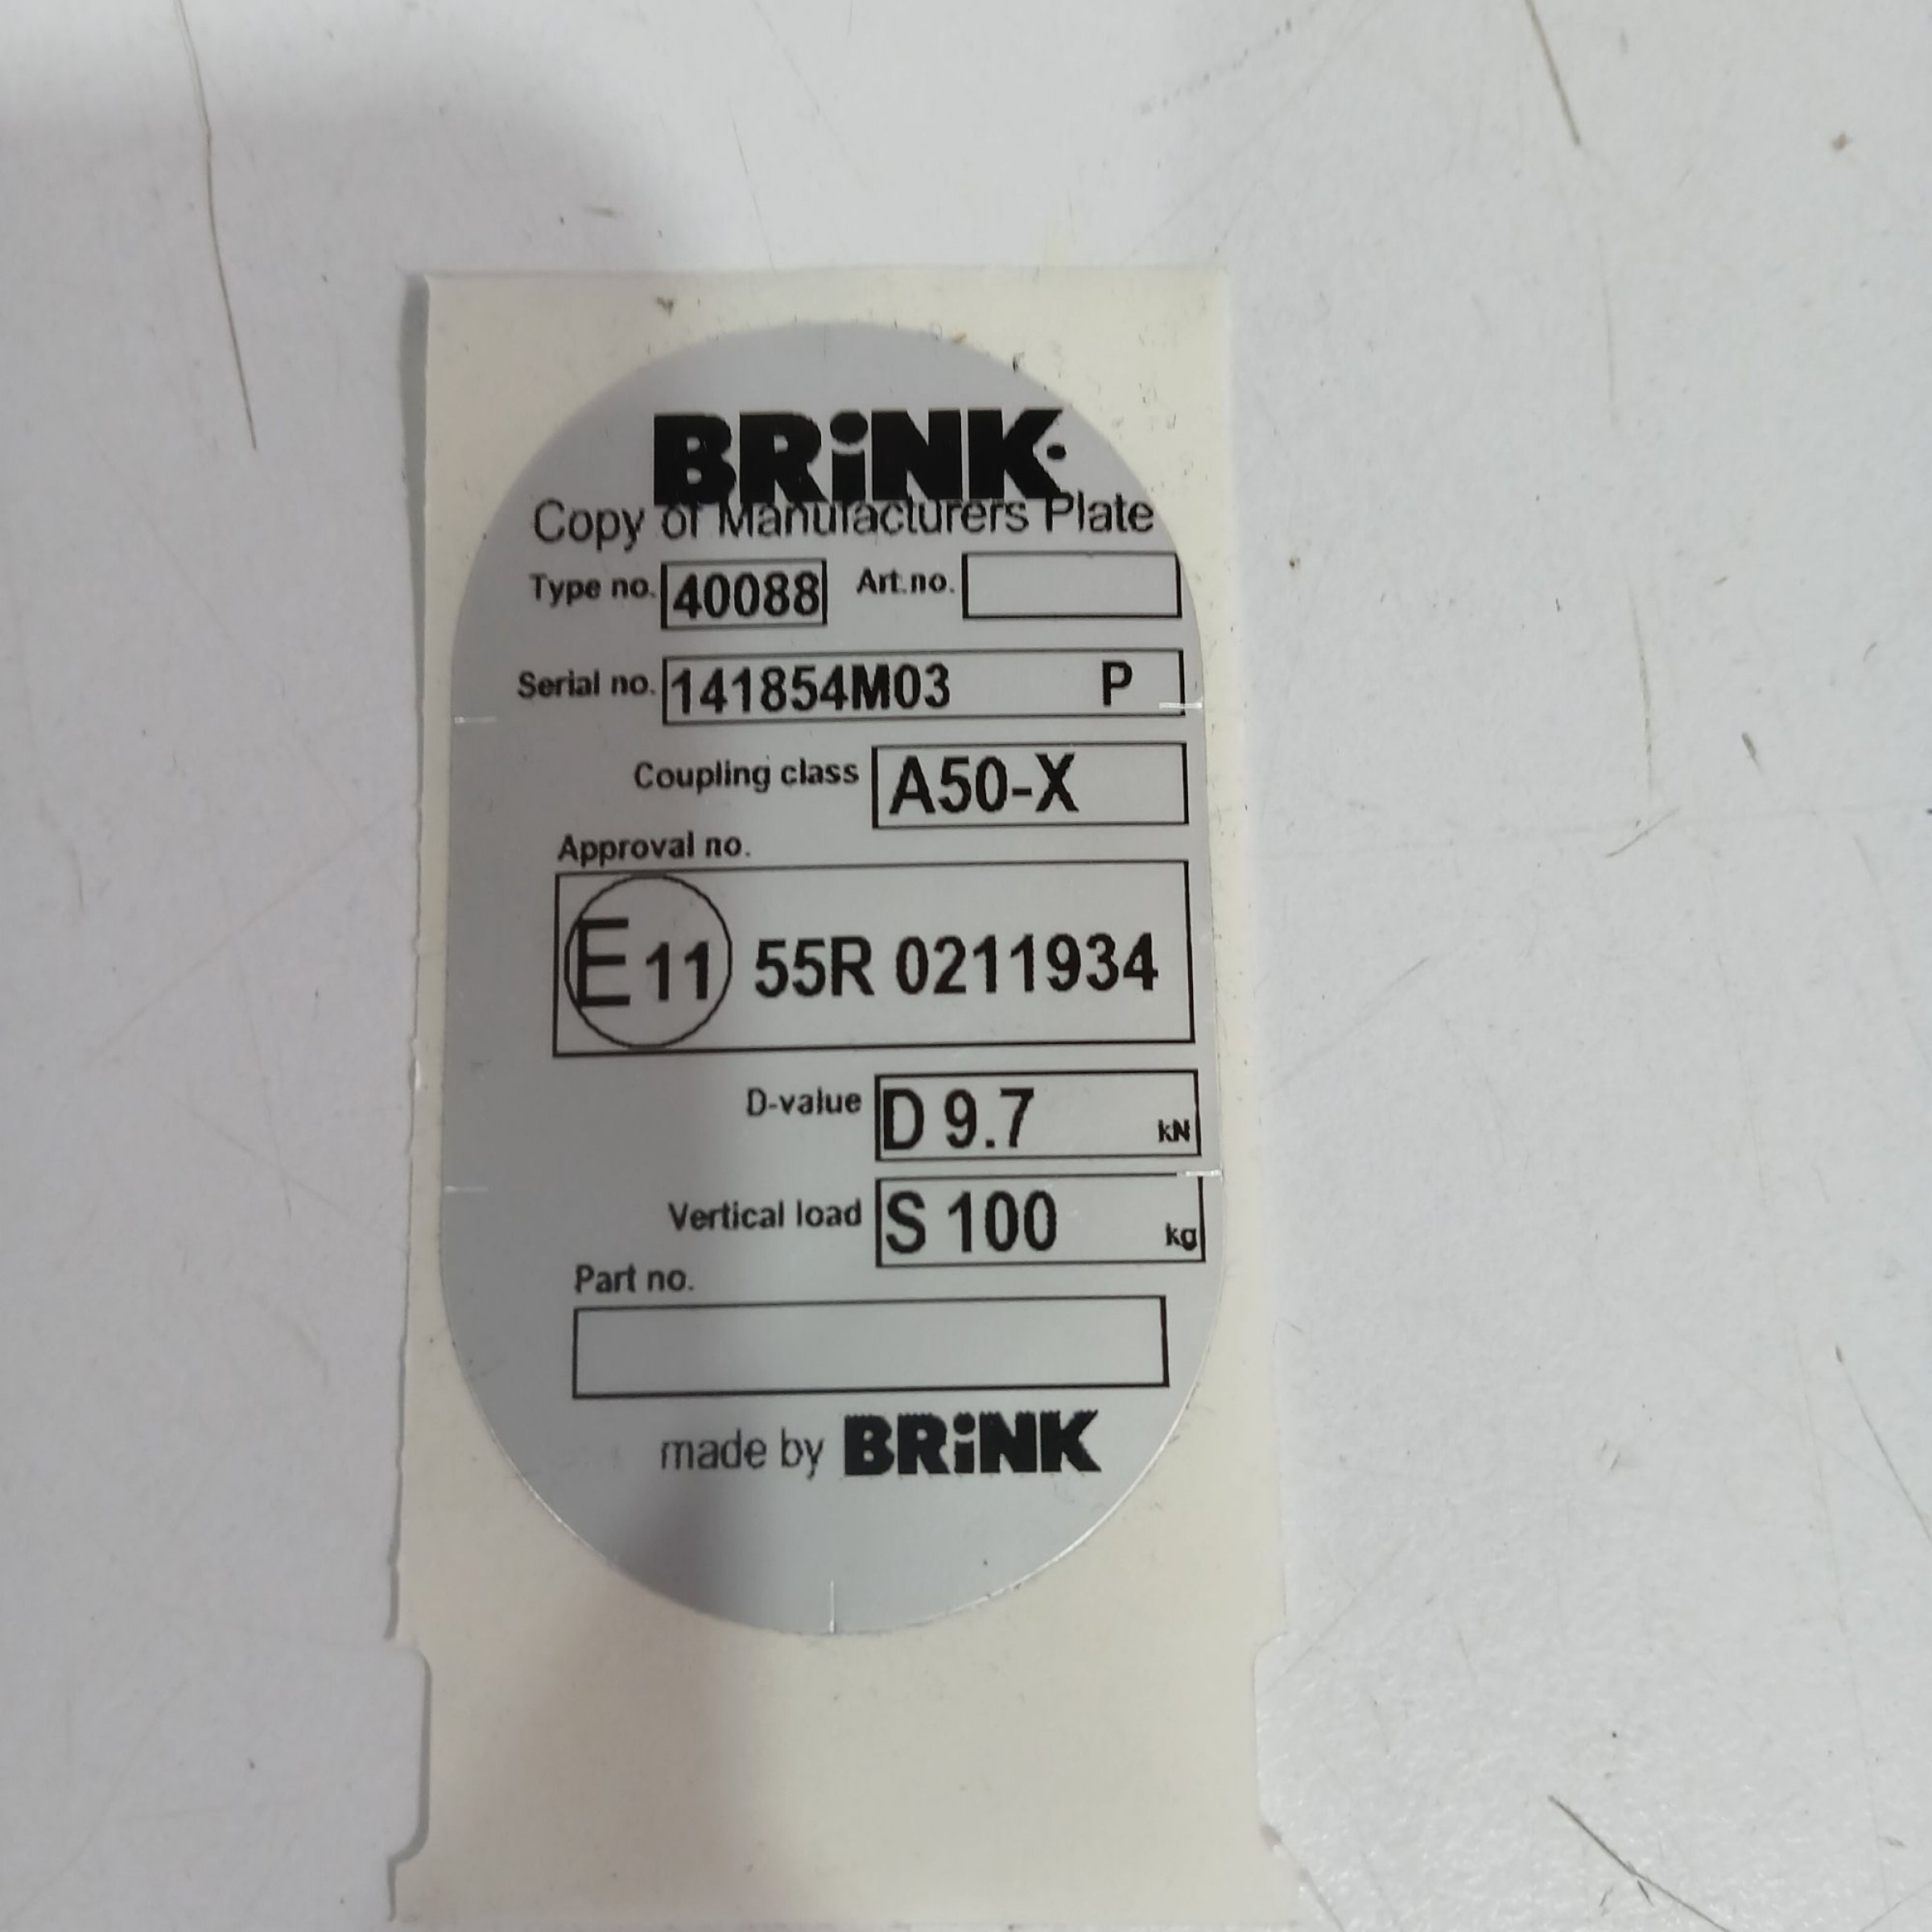 BRiNK
Copy of Manufacturers Plate
Type no. 40088 Art.no.
Serial no. 141854M03 P
Coupling class A50-X
Approval no.
E11 55R 0211934
D-value D 9.7 kN
Vertical load S 100 kg
Part no.
made by BRiNK